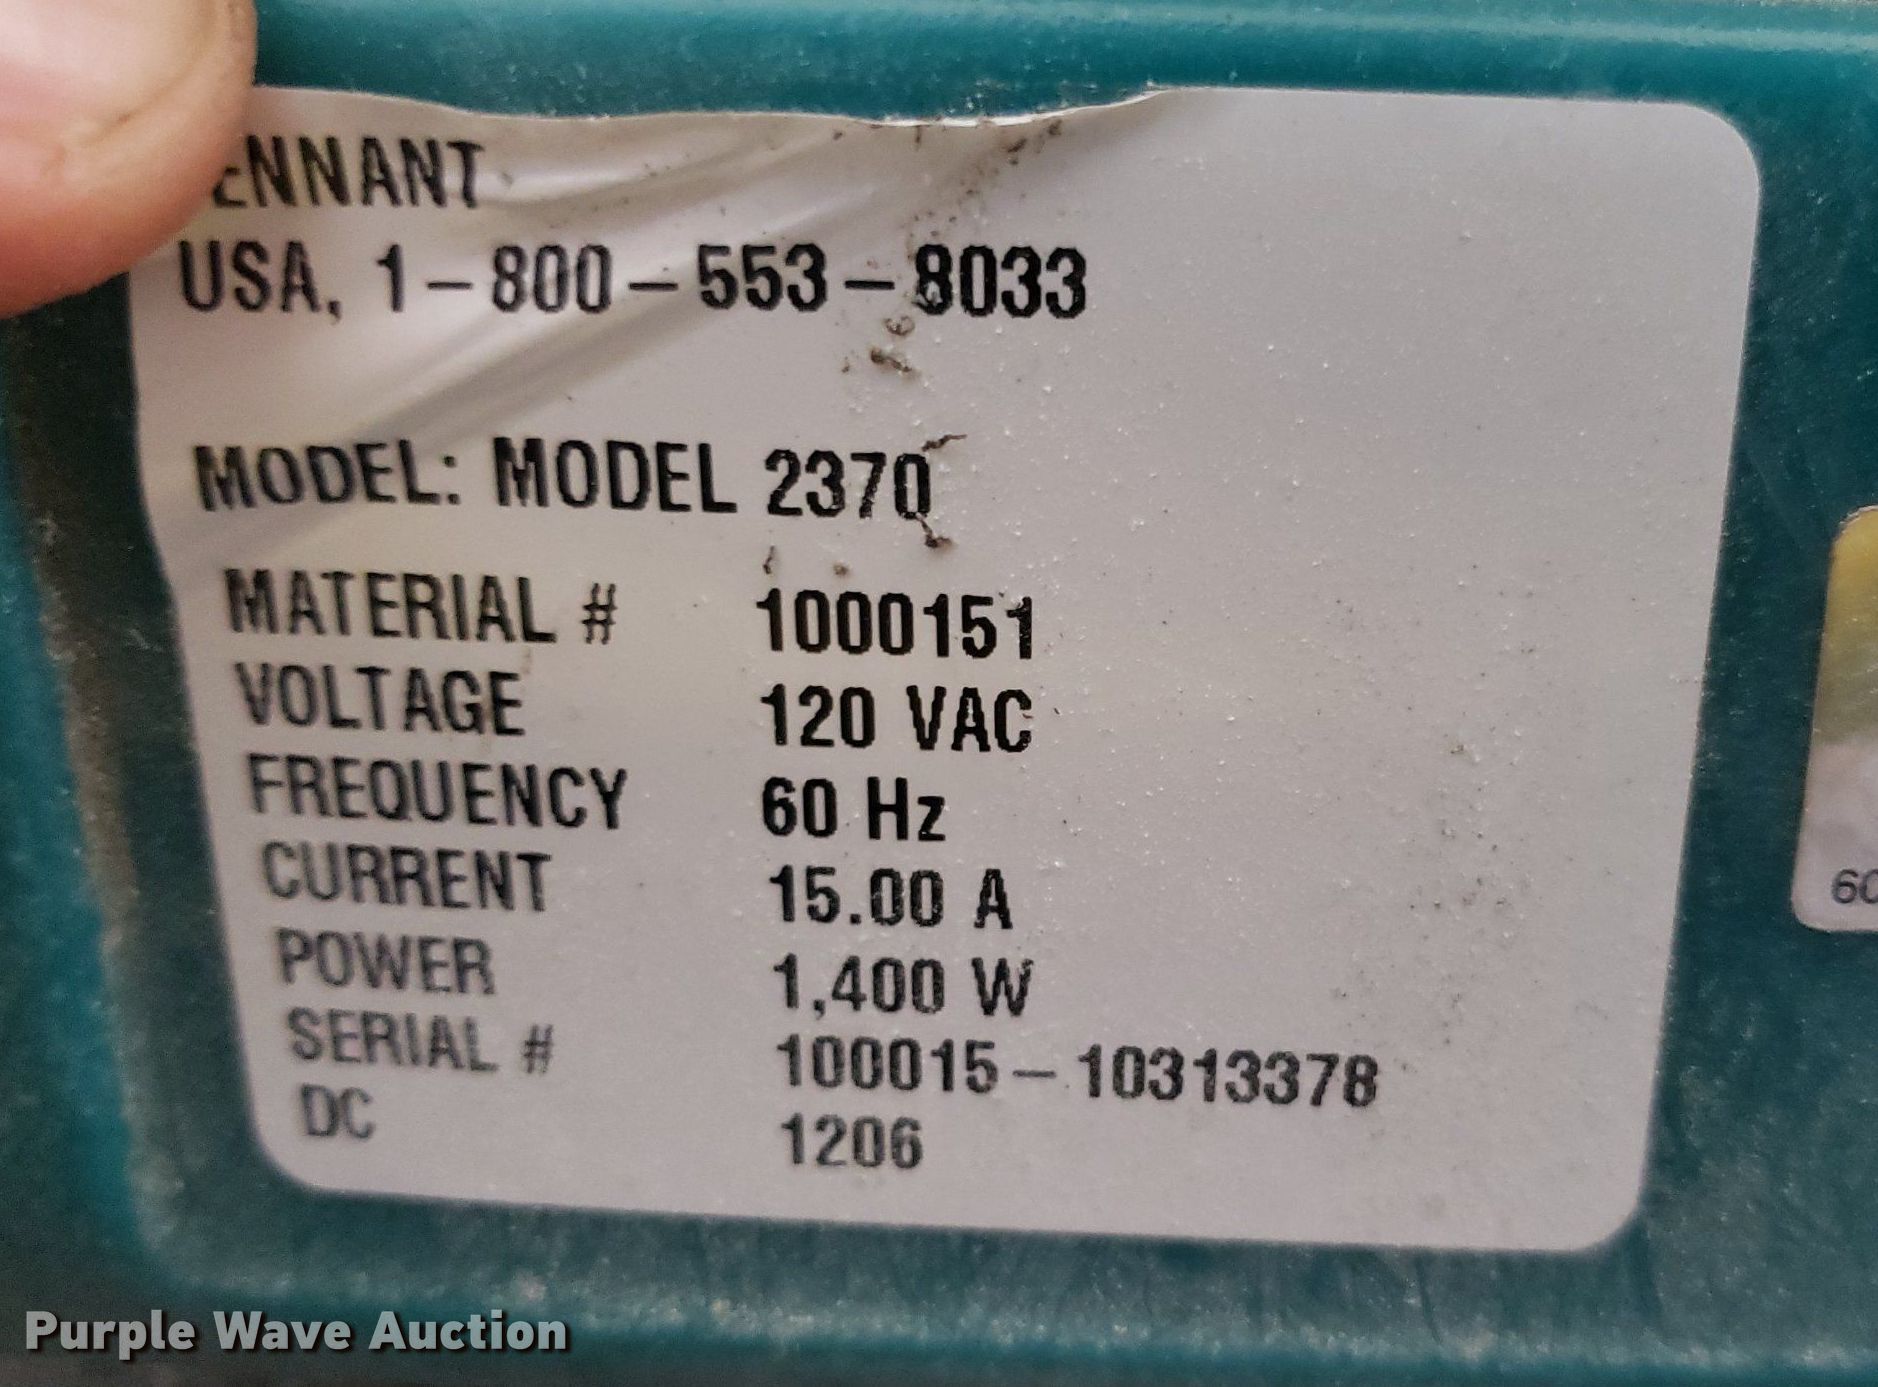 ENNANT
USA, 1-800-553-8033
MODEL: MODEL 2370
MATERIAL # 1000151
VOLTAGE 120 VAC
FREQUENCY 60 Hz
CURRENT 15.00 A
POWER 1,400 W
SERIAL # 100015-10313378
DC 1206
60
Purple Wave Auction